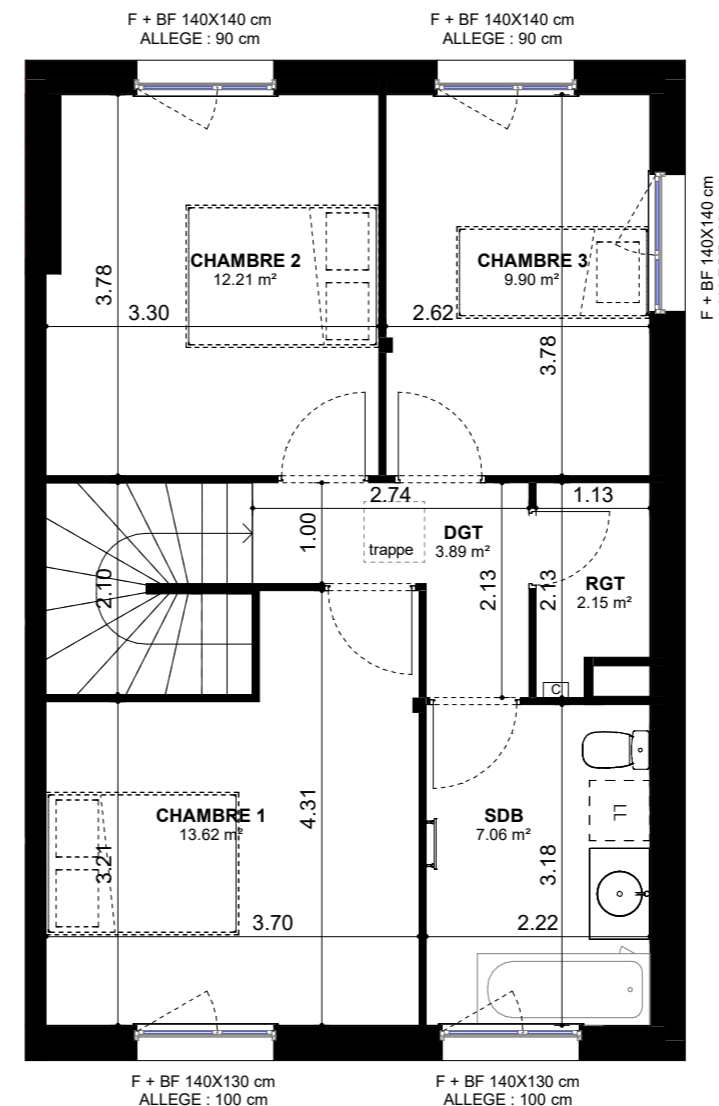 F + BF 140X140 cm
ALLEGE : 90 cm
F + BF 140X140 cm
ALLEGE : 90 cm
F + BF 140X140 cm
CHAMBRE 2
12.21 m²
CHAMBRE 3
9.90 m²
3.78
3.30
2.62
3.78
2.74
1.13
1.00
trappe
DGT
3.89 m²
2.10
2.13
2.13
RGT
2.15 m²
C
CHAMBRE 1
13.62 m²
4.31
3.21
SDB
7.06 m²
LL
3.18
3.70
2.22
F + BF 140X130 cm
ALLEGE : 100 cm
F + BF 140X130 cm
ALLEGE : 100 cm